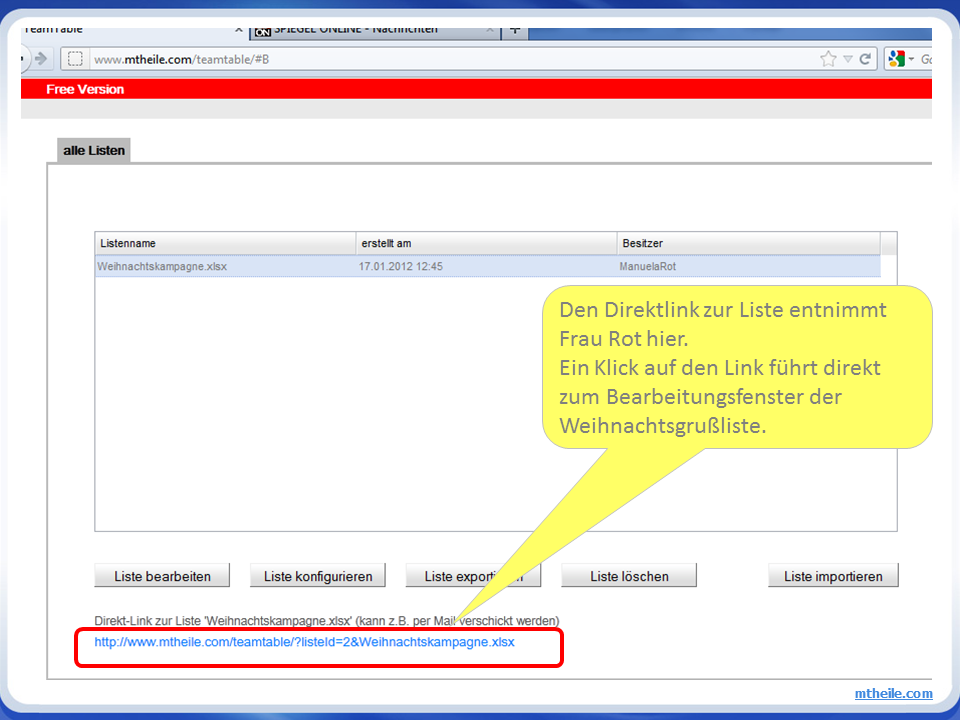 TeamTable
SPIEGEL ONLINE - Nachrichten
www.mtheile.com/teamtable/#B
Free Version
alle Listen
Listenname erstellt am Besitzer
Weihnachtskampagne.xlsx 17.01.2012 12:45 ManuelaRot
Den Direktlink zur Liste entnimmt
Frau Rot hier.
Ein Klick auf den Link führt direkt
zum Bearbeitungsfenster der
Weihnachtsgrußliste.
Liste bearbeiten Liste konfigurieren Liste Liste löschen Liste importieren
Direkt-Link zur Liste 'Weihnachtskampagne.xlsx' (kann z.B. per Mail verschickt werden)
http://www.mtheile.com/teamtable/?listeId=2&Weihnachtskampagne.xlsx
mtheile.com